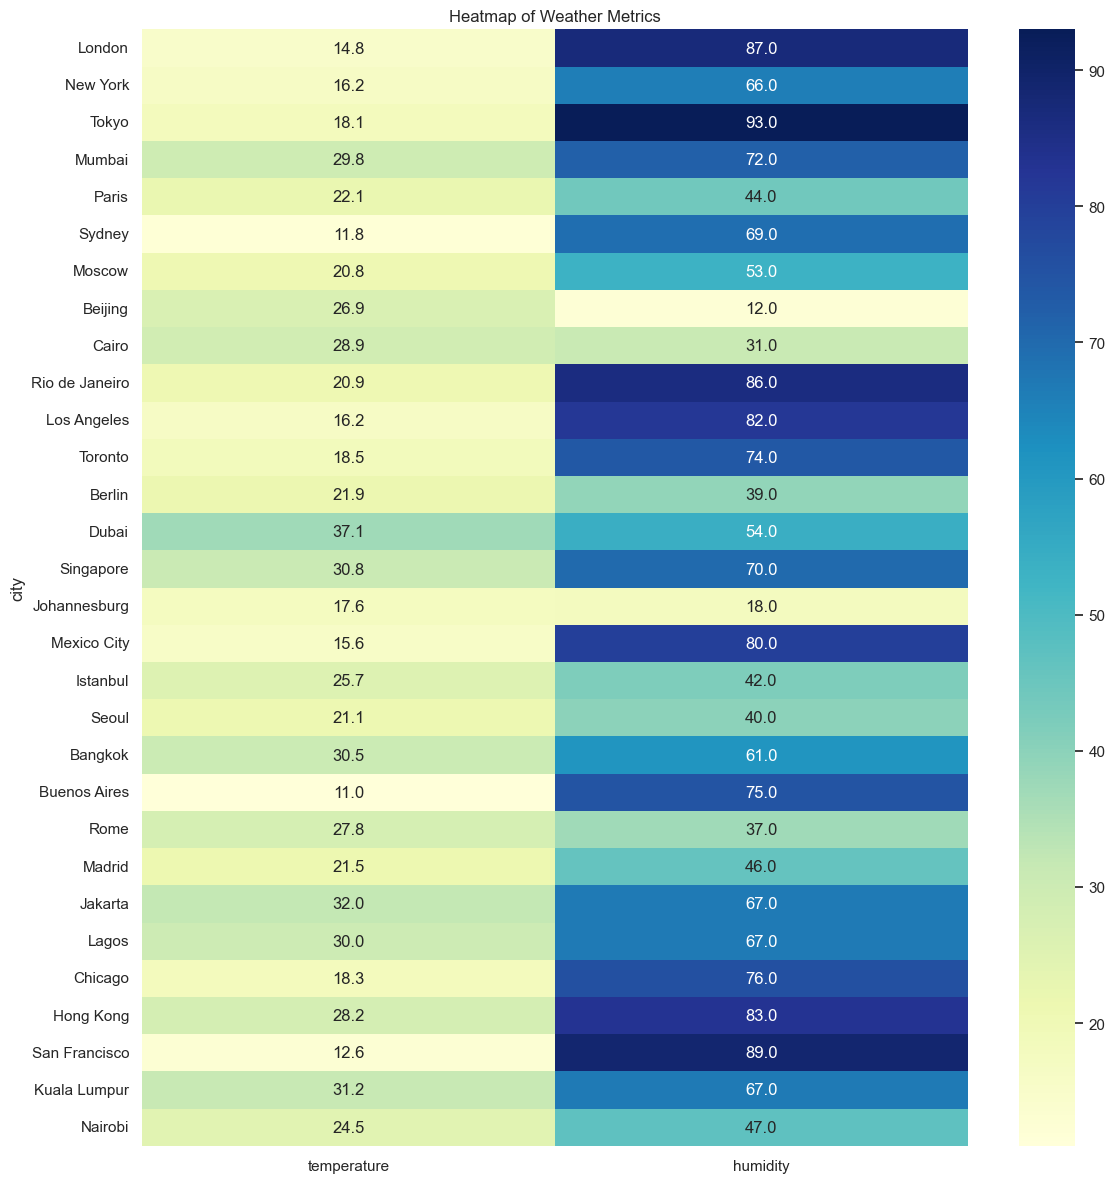 Heatmap of Weather Metrics
London 14.8 87.0
New York 16.2 66.0
Tokyo 18.1 93.0
Mumbai 29.8 72.0
Paris 22.1 44.0
Sydney 11.8 69.0
Moscow 20.8 53.0
Beijing 26.9 12.0
Cairo 28.9 31.0
Rio de Janeiro 20.9 86.0
Los Angeles 16.2 82.0
Toronto 18.5 74.0
Berlin 21.9 39.0
Dubai 37.1 54.0
Singapore 30.8 70.0
Johannesburg 17.6 18.0
Mexico City 15.6 80.0
Istanbul 25.7 42.0
Seoul 21.1 40.0
Bangkok 30.5 61.0
Buenos Aires 11.0 75.0
Rome 27.8 37.0
Madrid 21.5 46.0
Jakarta 32.0 67.0
Lagos 30.0 67.0
Chicago 18.3 76.0
Hong Kong 28.2 83.0
San Francisco 12.6 89.0
Kuala Lumpur 31.2 67.0
Nairobi 24.5 47.0
temperature humidity
city
90
80
70
60
50
40
30
20